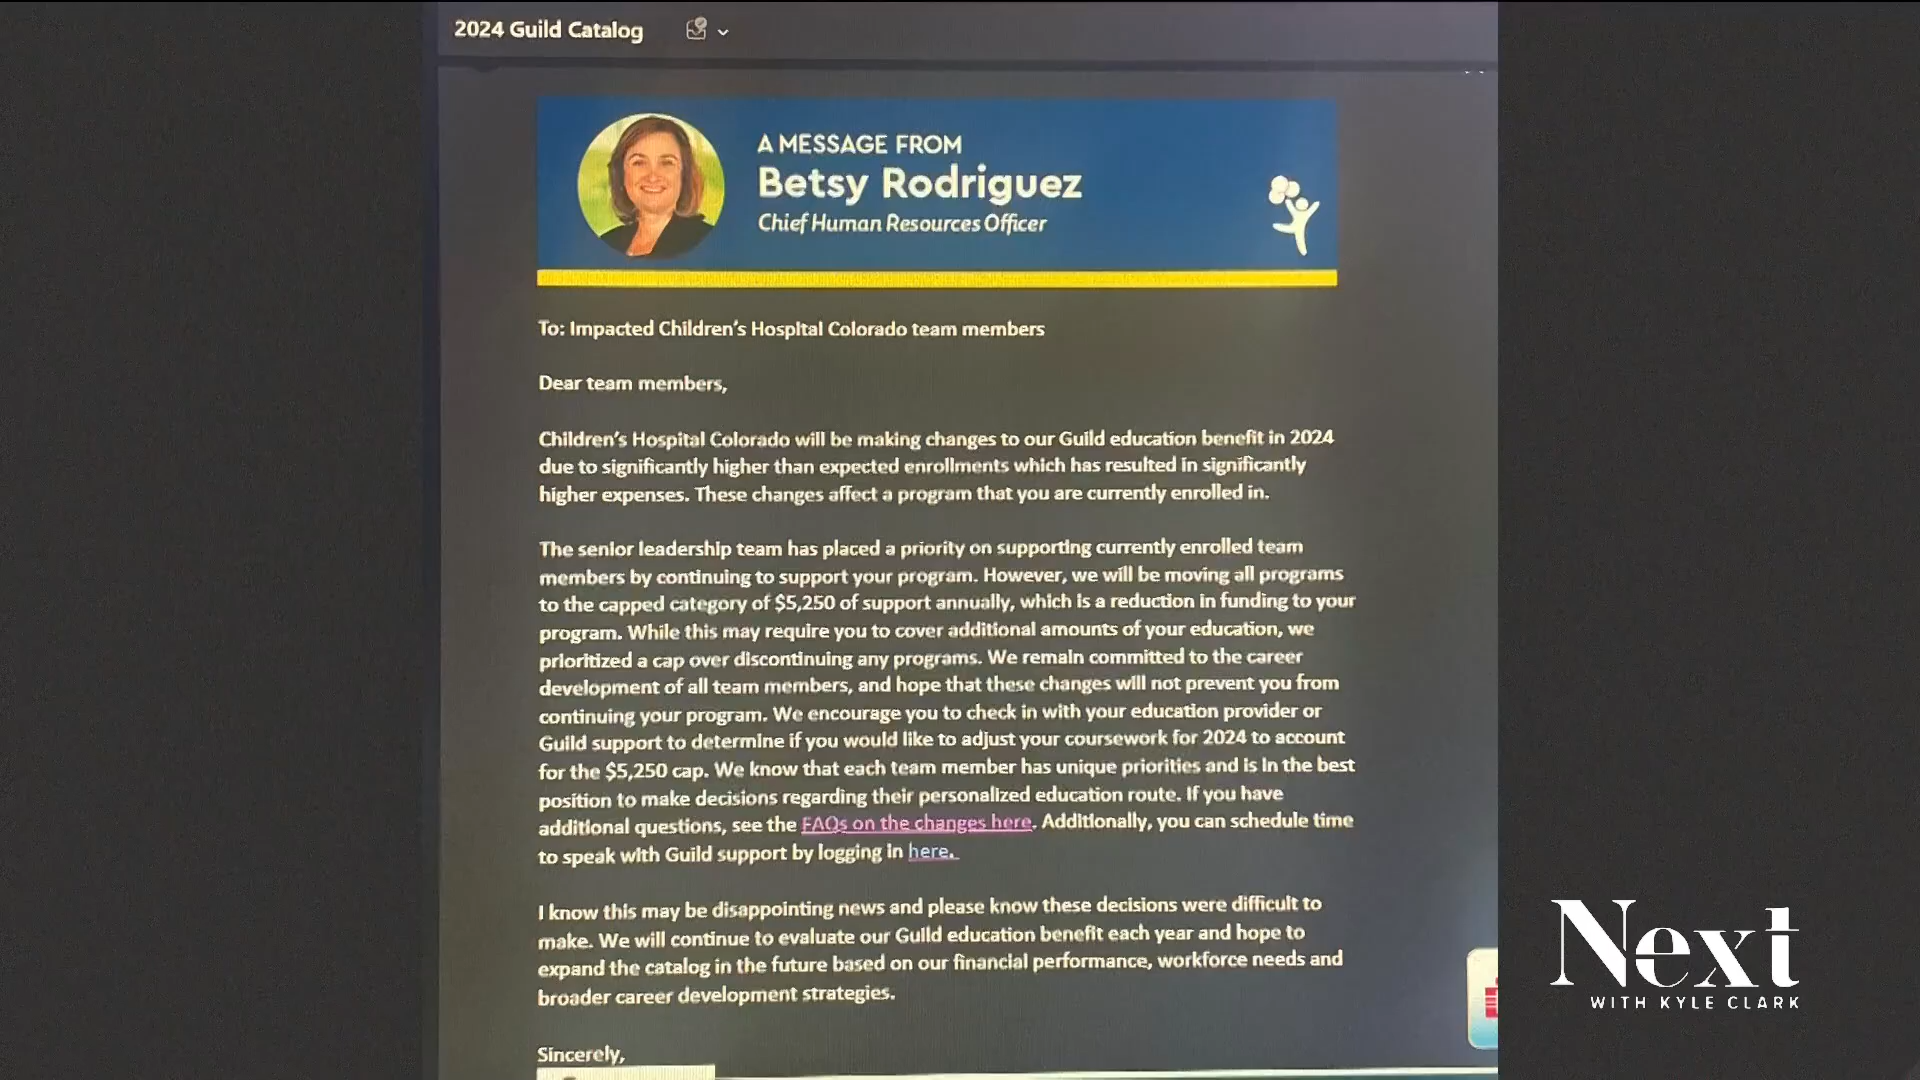 2024 Guild Catalog
A MESSAGE FROM
Betsy Rodriguez
Chief Human Resources Officer
To: Impacted Children's Hospital Colorado team members
Dear team members,
Children's Hospital Colorado will be making changes to our Guild education benefit in 2024
due to significantly higher than expected enrollments which has resulted in significantly
higher expenses. These changes affect a program that you are currently enrolled in.
The senior leadership team has placed a priority on supporting currently enrolled team
members by continuing to support your program. However, we will be moving all programs
to the capped category of $5,250 of support annually, which is a reduction in funding to your
program. While this may require you to cover additional amounts of your education, we
prioritized a cap over discontinuing any programs. We remain committed to the career
development of all team members, and hope that these changes will not prevent you from
continuing your program. We encourage you to check in with your education provider or
Guild support to determine if you would like to adjust your coursework for 2024 to account
for the $5,250 cap. We know that each team member has unique priorities and is in the best
position to make decisions regarding their personalized education route. If you have
additional questions, see the FAQs on the changes here. Additionally, you can schedule time
to speak with Guild support by logging in here.
I know this may be disappointing news and please know these decisions were difficult to
make. We will continue to evaluate our Guild education benefit each year and hope to
expand the catalog in the future based on our financial performance, workforce needs and
broader career development strategies.
Sincerely,
Next
WITH KYLE CLARK